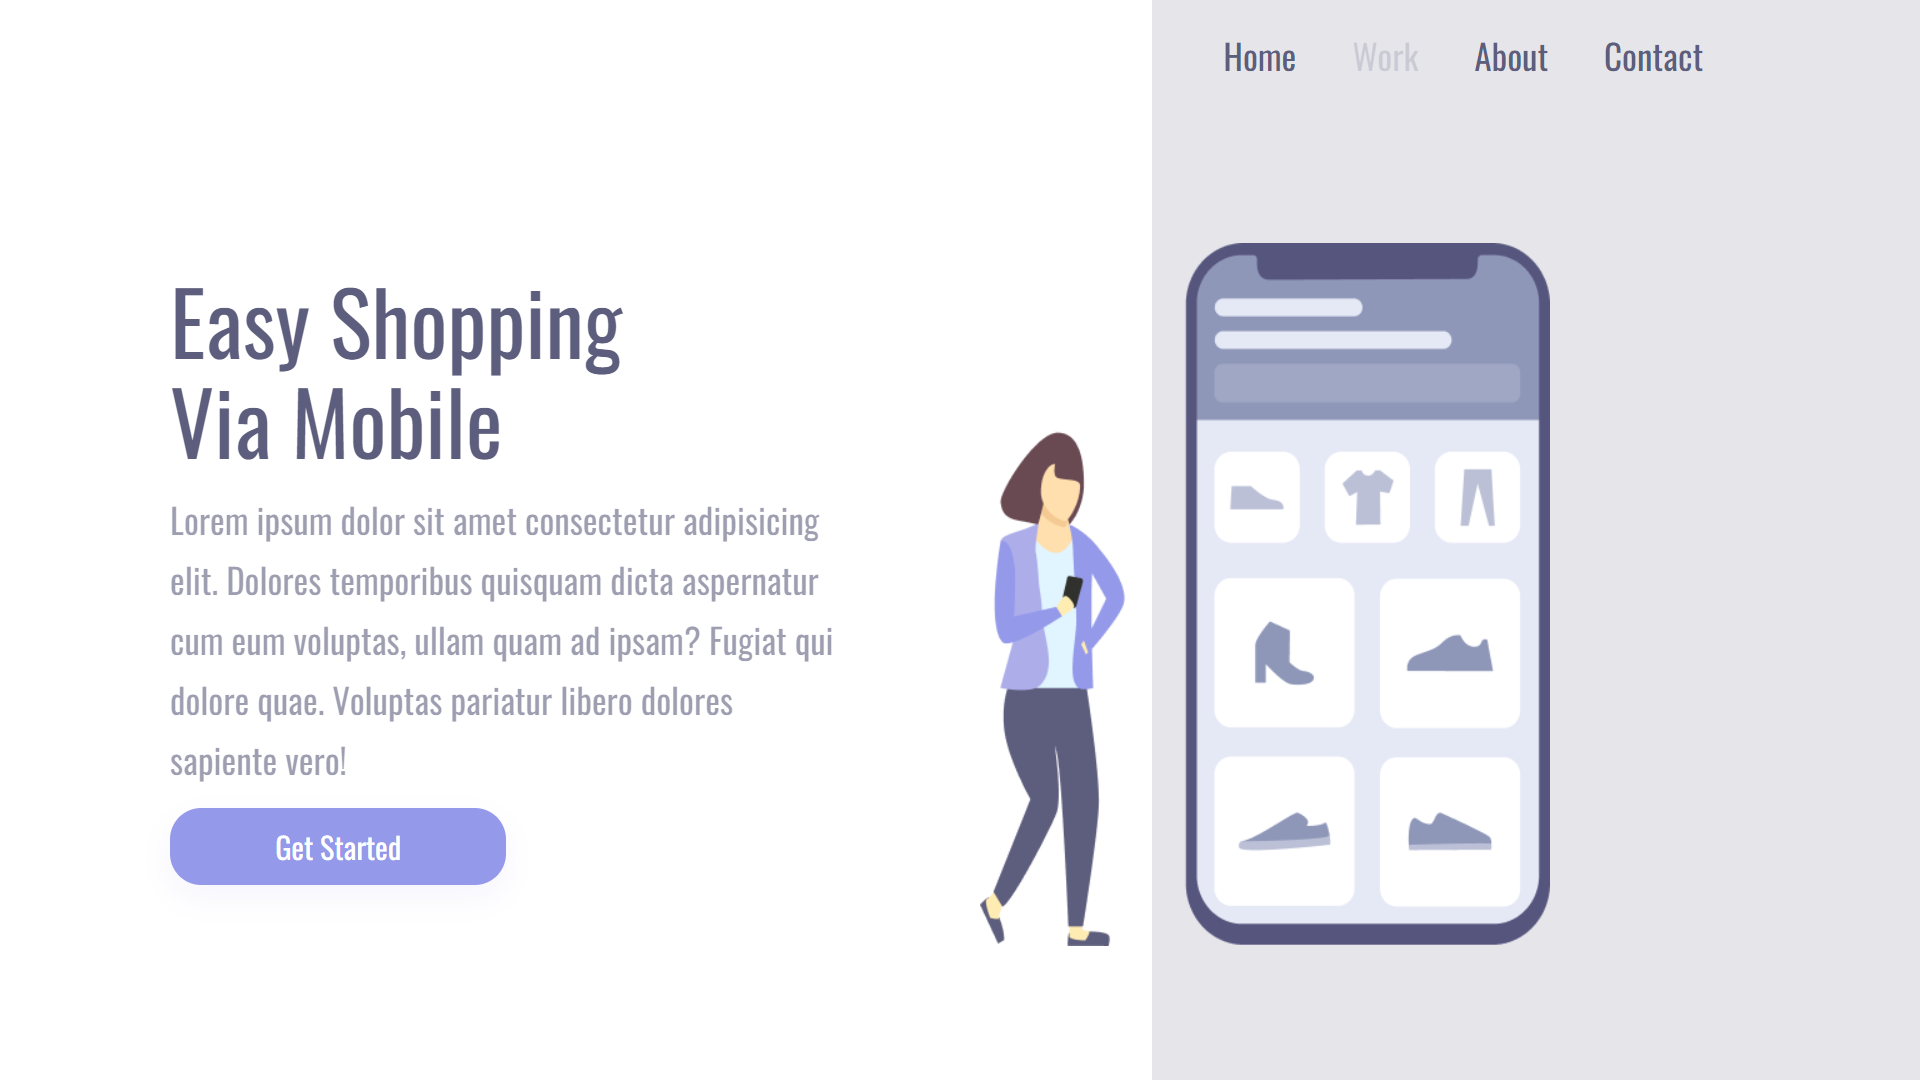 Home Work About Contact
Easy Shopping
Via Mobile
Lorem ipsum dolor sit amet consectetur adipisicing
elit. Dolores temporibus quisquam dicta aspernatur
cum eum voluptas, ullam quam ad ipsam? Fugiat qui
dolore quae. Voluptas pariatur libero dolores
sapiente vero!
Get Started